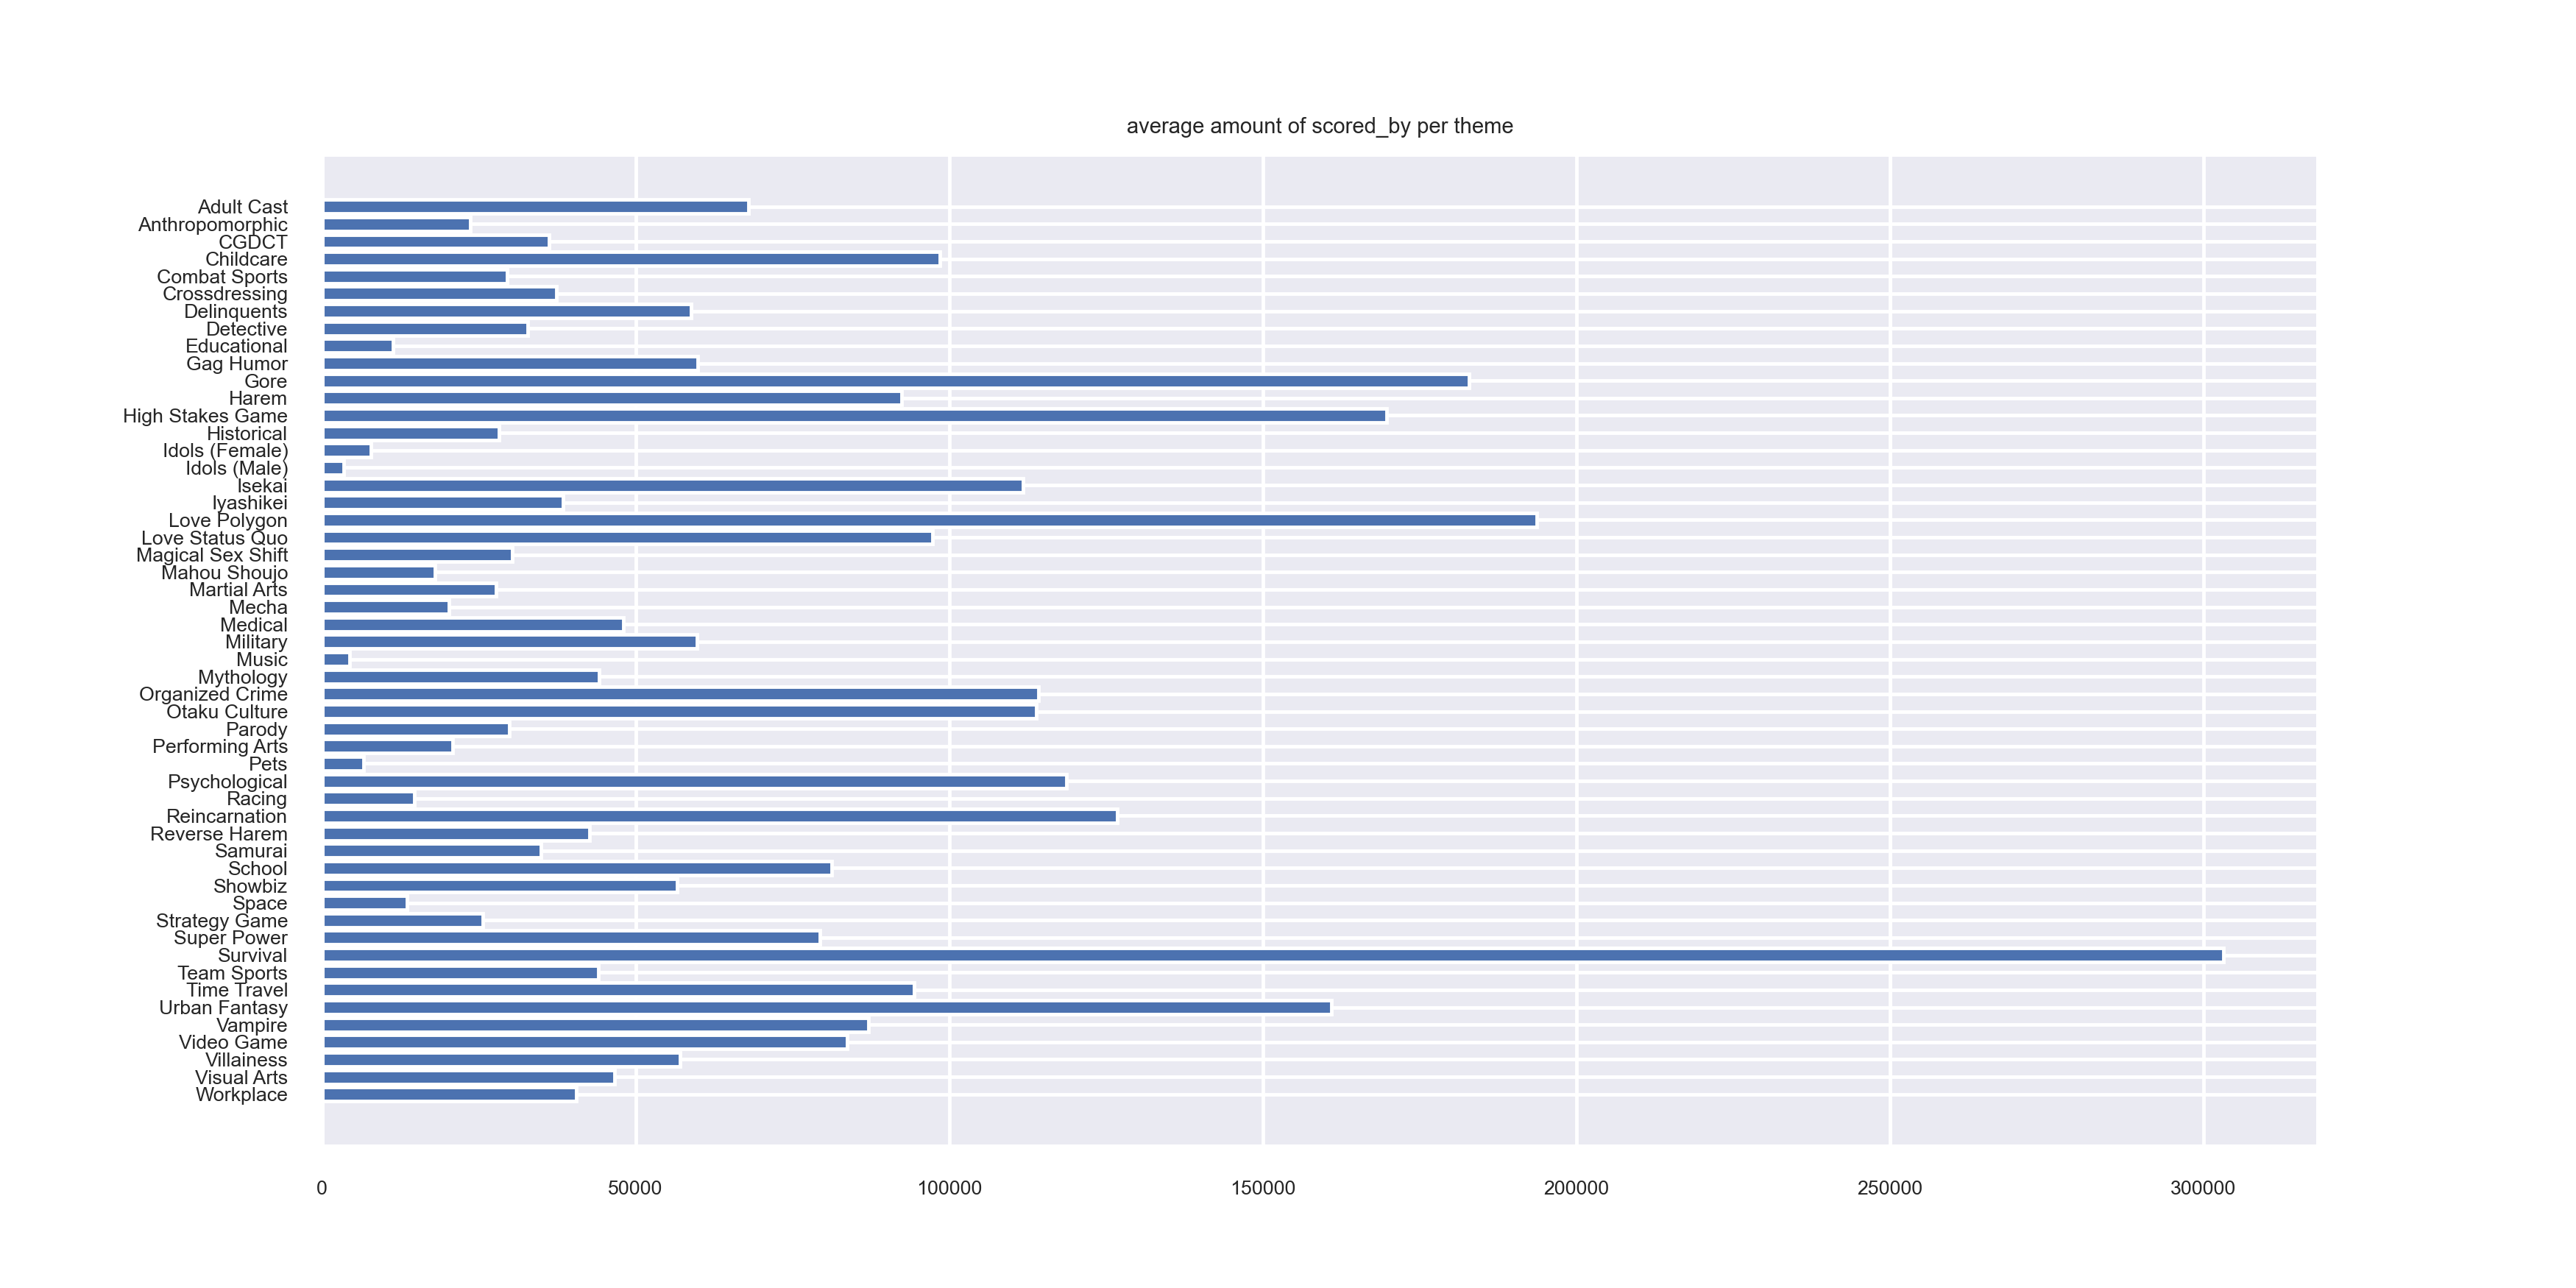 average amount of scored_by per theme
Adult Cast
Anthropomorphic
CGDCT
Childcare
Combat Sports
Crossdressing
Delinquents
Detective
Educational
Gag Humor
Gore
Harem
High Stakes Game
Historical
Idols (Female)
Idols (Male)
Isekai
Iyashikei
Love Polygon
Love Status Quo
Magical Sex Shift
Mahou Shoujo
Martial Arts
Mecha
Medical
Military
Music
Mythology
Organized Crime
Otaku Culture
Parody
Performing Arts
Pets
Psychological
Racing
Reincarnation
Reverse Harem
Samurai
School
Showbiz
Space
Strategy Game
Super Power
Survival
Team Sports
Time Travel
Urban Fantasy
Vampire
Video Game
Villainess
Visual Arts
Workplace
0 50000 100000 150000 200000 250000 300000